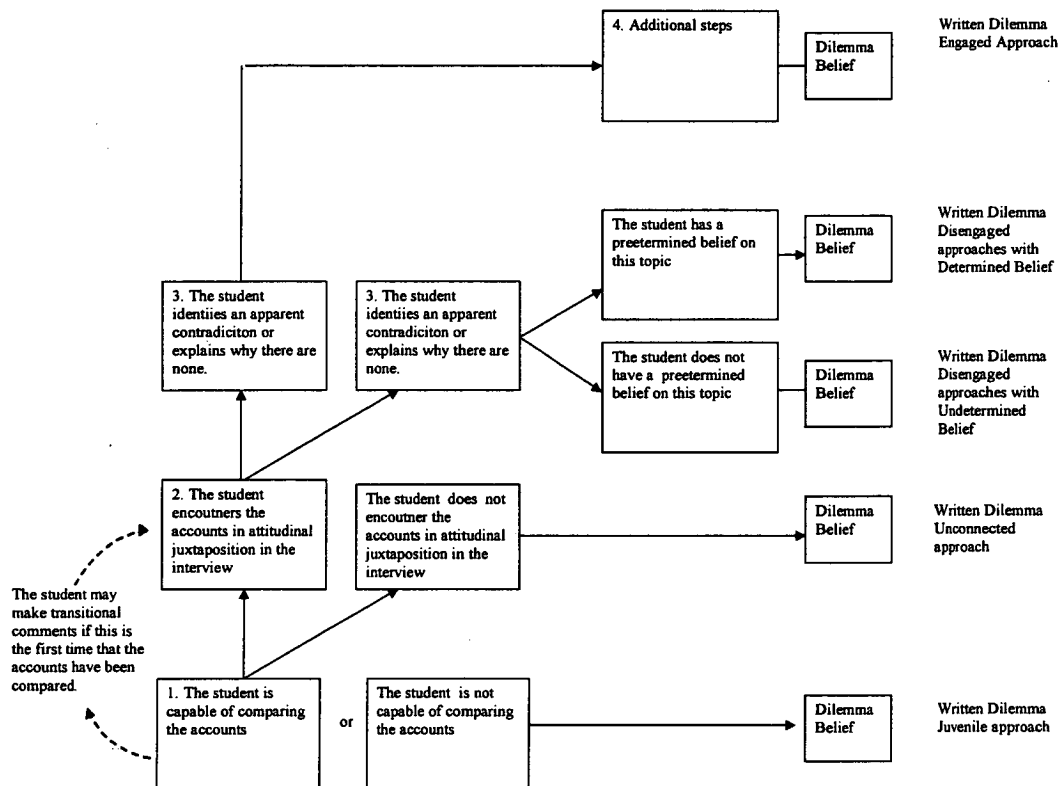 4. Additional steps
Dilemma
Belief
Written Dilemma
Engaged Approach
The student has a
preetermined belief on
this topic
Dilemma
Belief
Written Dilemma
Disengaged
approaches with
Determined Belief
3. The student
identiies an apparent
contradiciton or
explains why there are
none.
3. The student
identiies an apparent
contradiciton or
explains why there are
none.
The student does not
have a preetermined
belief on this topic
Dilemma
Belief
Written Dilemma
Disengaged
approaches with
Undetermined
Belief
2. The student
encoutners the
accounts in attitudinal
juxtaposition in the
interview
The student does not
encoutner the
accounts in attitudinal
juxtaposition in the
interview
Dilemma
Belief
Written Dilemma
Unconnected
approach
The student may
make transitional
comments if this is
the first time that the
accounts have been
compared.
1. The student is
capable of comparing
the accounts
or
The student is not
capable of comparing
the accounts
Dilemma
Belief
Written Dilemma
Juvenile approach